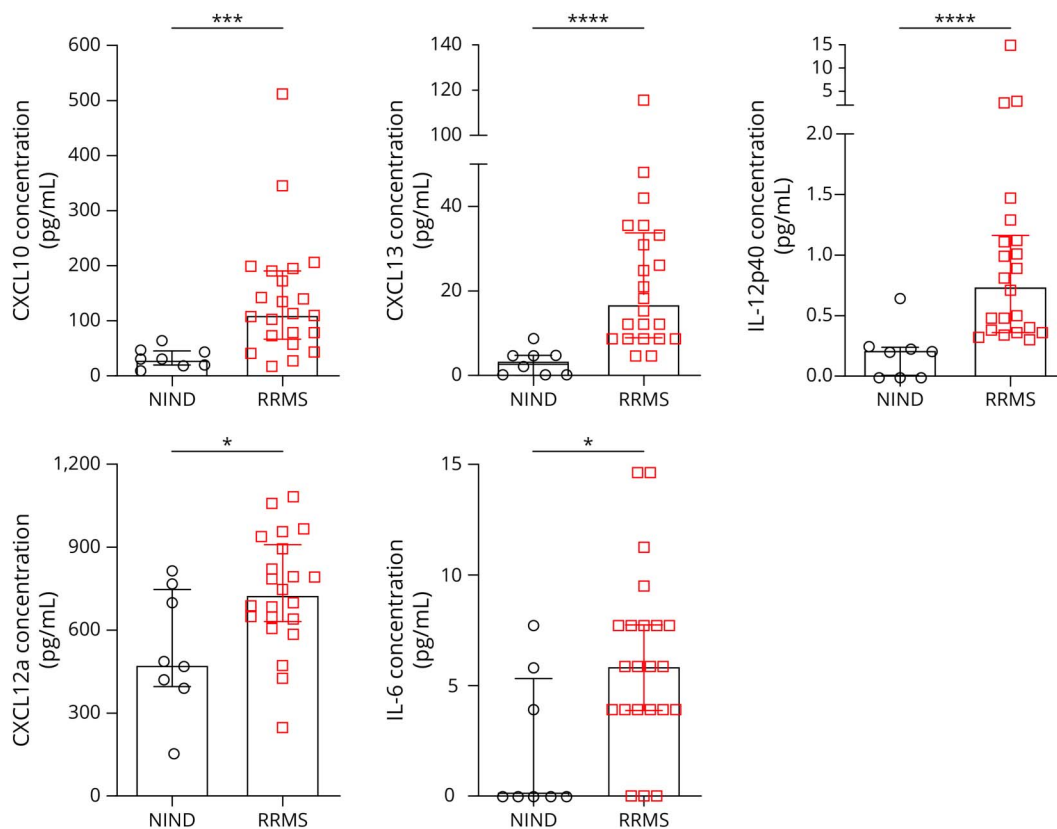 ***
CXCL10 concentration
(pg/mL)
600
500
400
300
200
100
0
NIND
RRMS
****
CXCL13 concentration
(pg/mL)
140
120
100
40
20
0
NIND
RRMS
****
IL-12p40 concentration
(pg/mL)
15
10
5
2.0
1.5
1.0
0.5
0.0
NIND
RRMS
*
CXCL12a concentration
(pg/mL)
1,200
900
600
300
0
NIND
RRMS
*
IL-6 concentration
(pg/mL)
15
10
5
0
NIND
RRMS